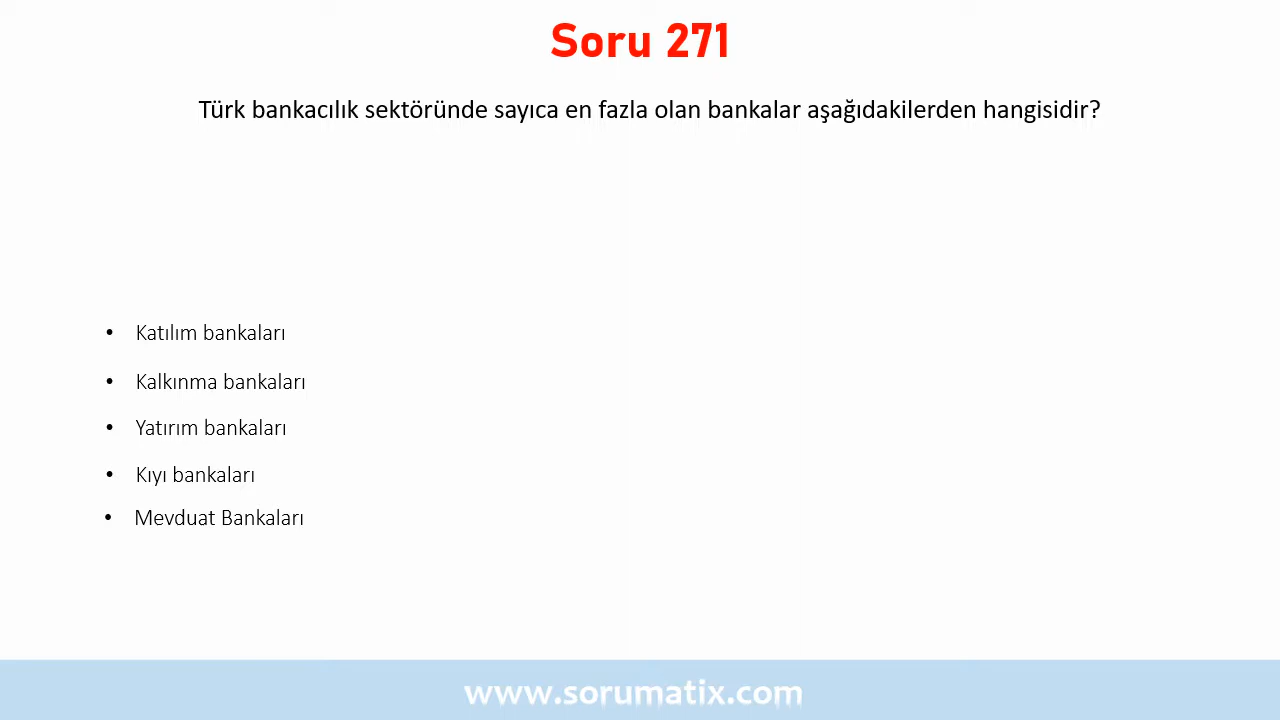 Soru 271
Türk bankacılık sektöründe sayıca en fazla olan bankalar aşağıdakilerden hangisidir?
• Katılım bankaları
• Kalkınma bankaları
• Yatırım bankaları
• Kıyı bankaları
• Mevduat Bankaları
www.sorumatix.com